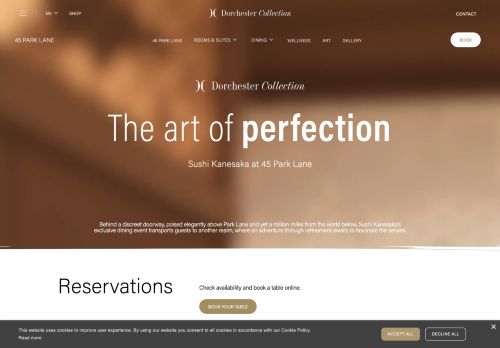 EN
SHOP
Dorchester Collection
CONTACT
45 PARK LANE
45 PARK LANE
ROOMS & SUITES
DINING
WELLNESS
ART
GALLERY
BOOK
Dorchester Collection
The art of perfection
Sushi Kanesaka at 45 Park Lane
Behind a discreet doorway, poised elegantly above Park Lane and yet a million miles from the world below, Sushi Kanesaka's
exclusive dining event transports guests to another realm, where an adventure through refinement awaits to fascinate the senses.
Reservations
Check availability and book a table online.
BOOK YOUR TABLE
This website uses cookies to improve user experience. By using our website you consent to all cookies in accordance with our Cookie Policy.
Read more
ACCEPT ALL
DECLINE ALL